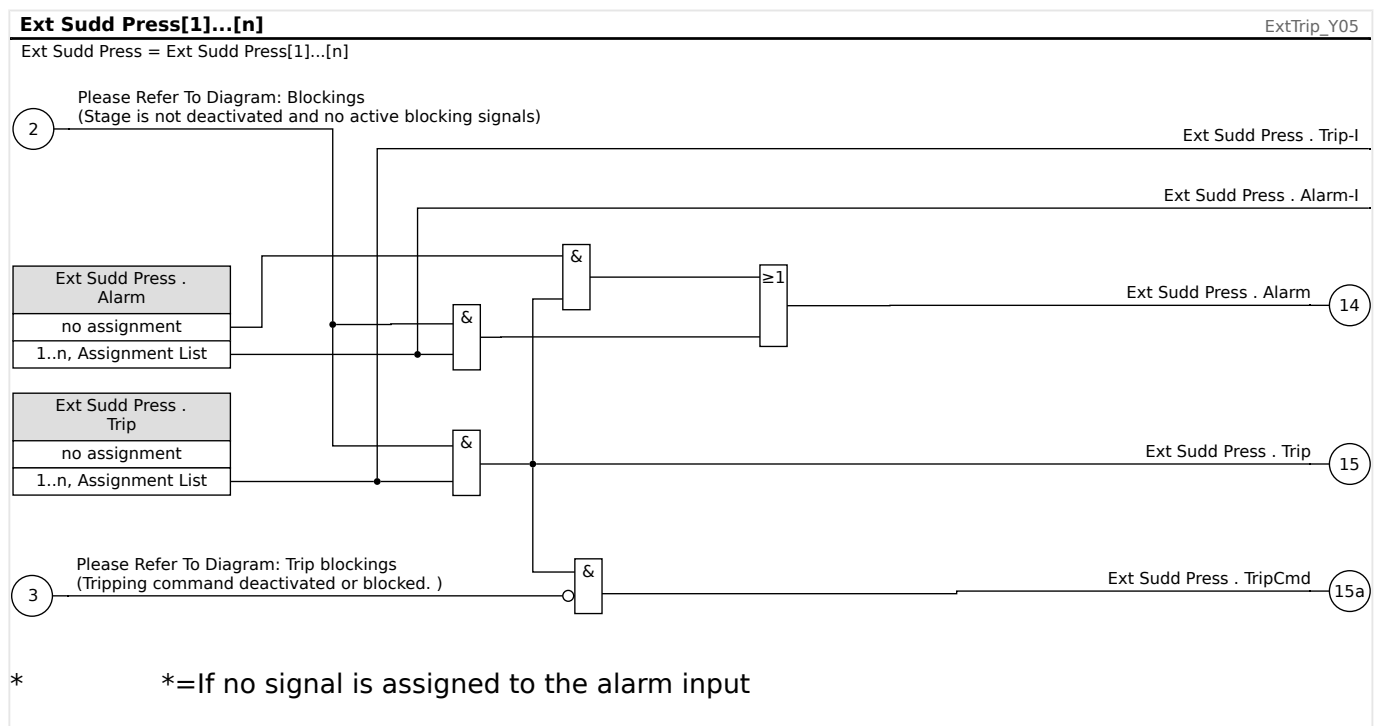 Ext Sudd Press[1]...[n]
ExtTrip_Y05
Ext Sudd Press = Ext Sudd Press[1]...[n]
Please Refer To Diagram: Blockings
(Stage is not deactivated and no active blocking signals)
2
Ext Sudd Press . Trip-I
Ext Sudd Press . Alarm-I
&
Ext Sudd Press .
Alarm
no assignment
1..n, Assignment List
&
≥1
Ext Sudd Press . Alarm
14
Ext Sudd Press .
Trip
no assignment
1..n, Assignment List
&
Ext Sudd Press . Trip
15
Please Refer To Diagram: Trip blockings
(Tripping command deactivated or blocked. )
3
&
Ext Sudd Press . TripCmd
15a
* *=If no signal is assigned to the alarm input